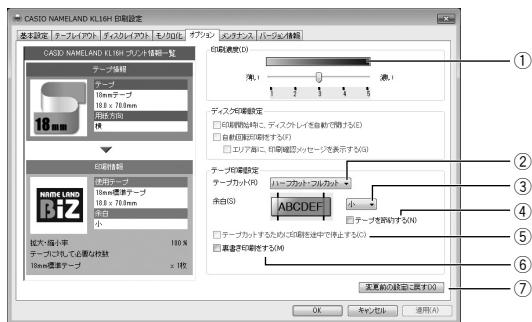 CASIO NAMELAND KL16H 印刷設定
基本設定 テープレイアウト ディスクレイアウト モノクロ化 オプション メンテナンス バージョン情報
CASIO NAMELAND KL16H プリント情報一覧
テープ情報
18mm
テープ
18mmテープ
18.0 x 70.0mm
用紙方向
横
印刷情報
NAME LAND
BiZ
使用テープ
18mm標準テープ
18.0 x 70.0mm
余白
小
拡大・縮小率 100 %
テープに対して必要な枚数
18mm標準テープ x 1枚
印刷濃度(D)
薄い 濃い
1 2 3 4 5
①
ディスク印刷設定
印刷開始時に、ディスクトレイを自動で開ける(E)
自動回転印刷をする(F)
エリア毎に、印刷確認メッセージを表示する(G)
テープ印刷設定
テープカット(R) ハーフカット・フルカット
②
余白(S) ABCDEF 小
③
テープを節約する(N)
④
テープカットするために印刷を途中で停止する(C)
⑤
裏書き印刷をする(M)
⑥
変更前の設定に戻す(X)
⑦
OK キャンセル 適用(A)